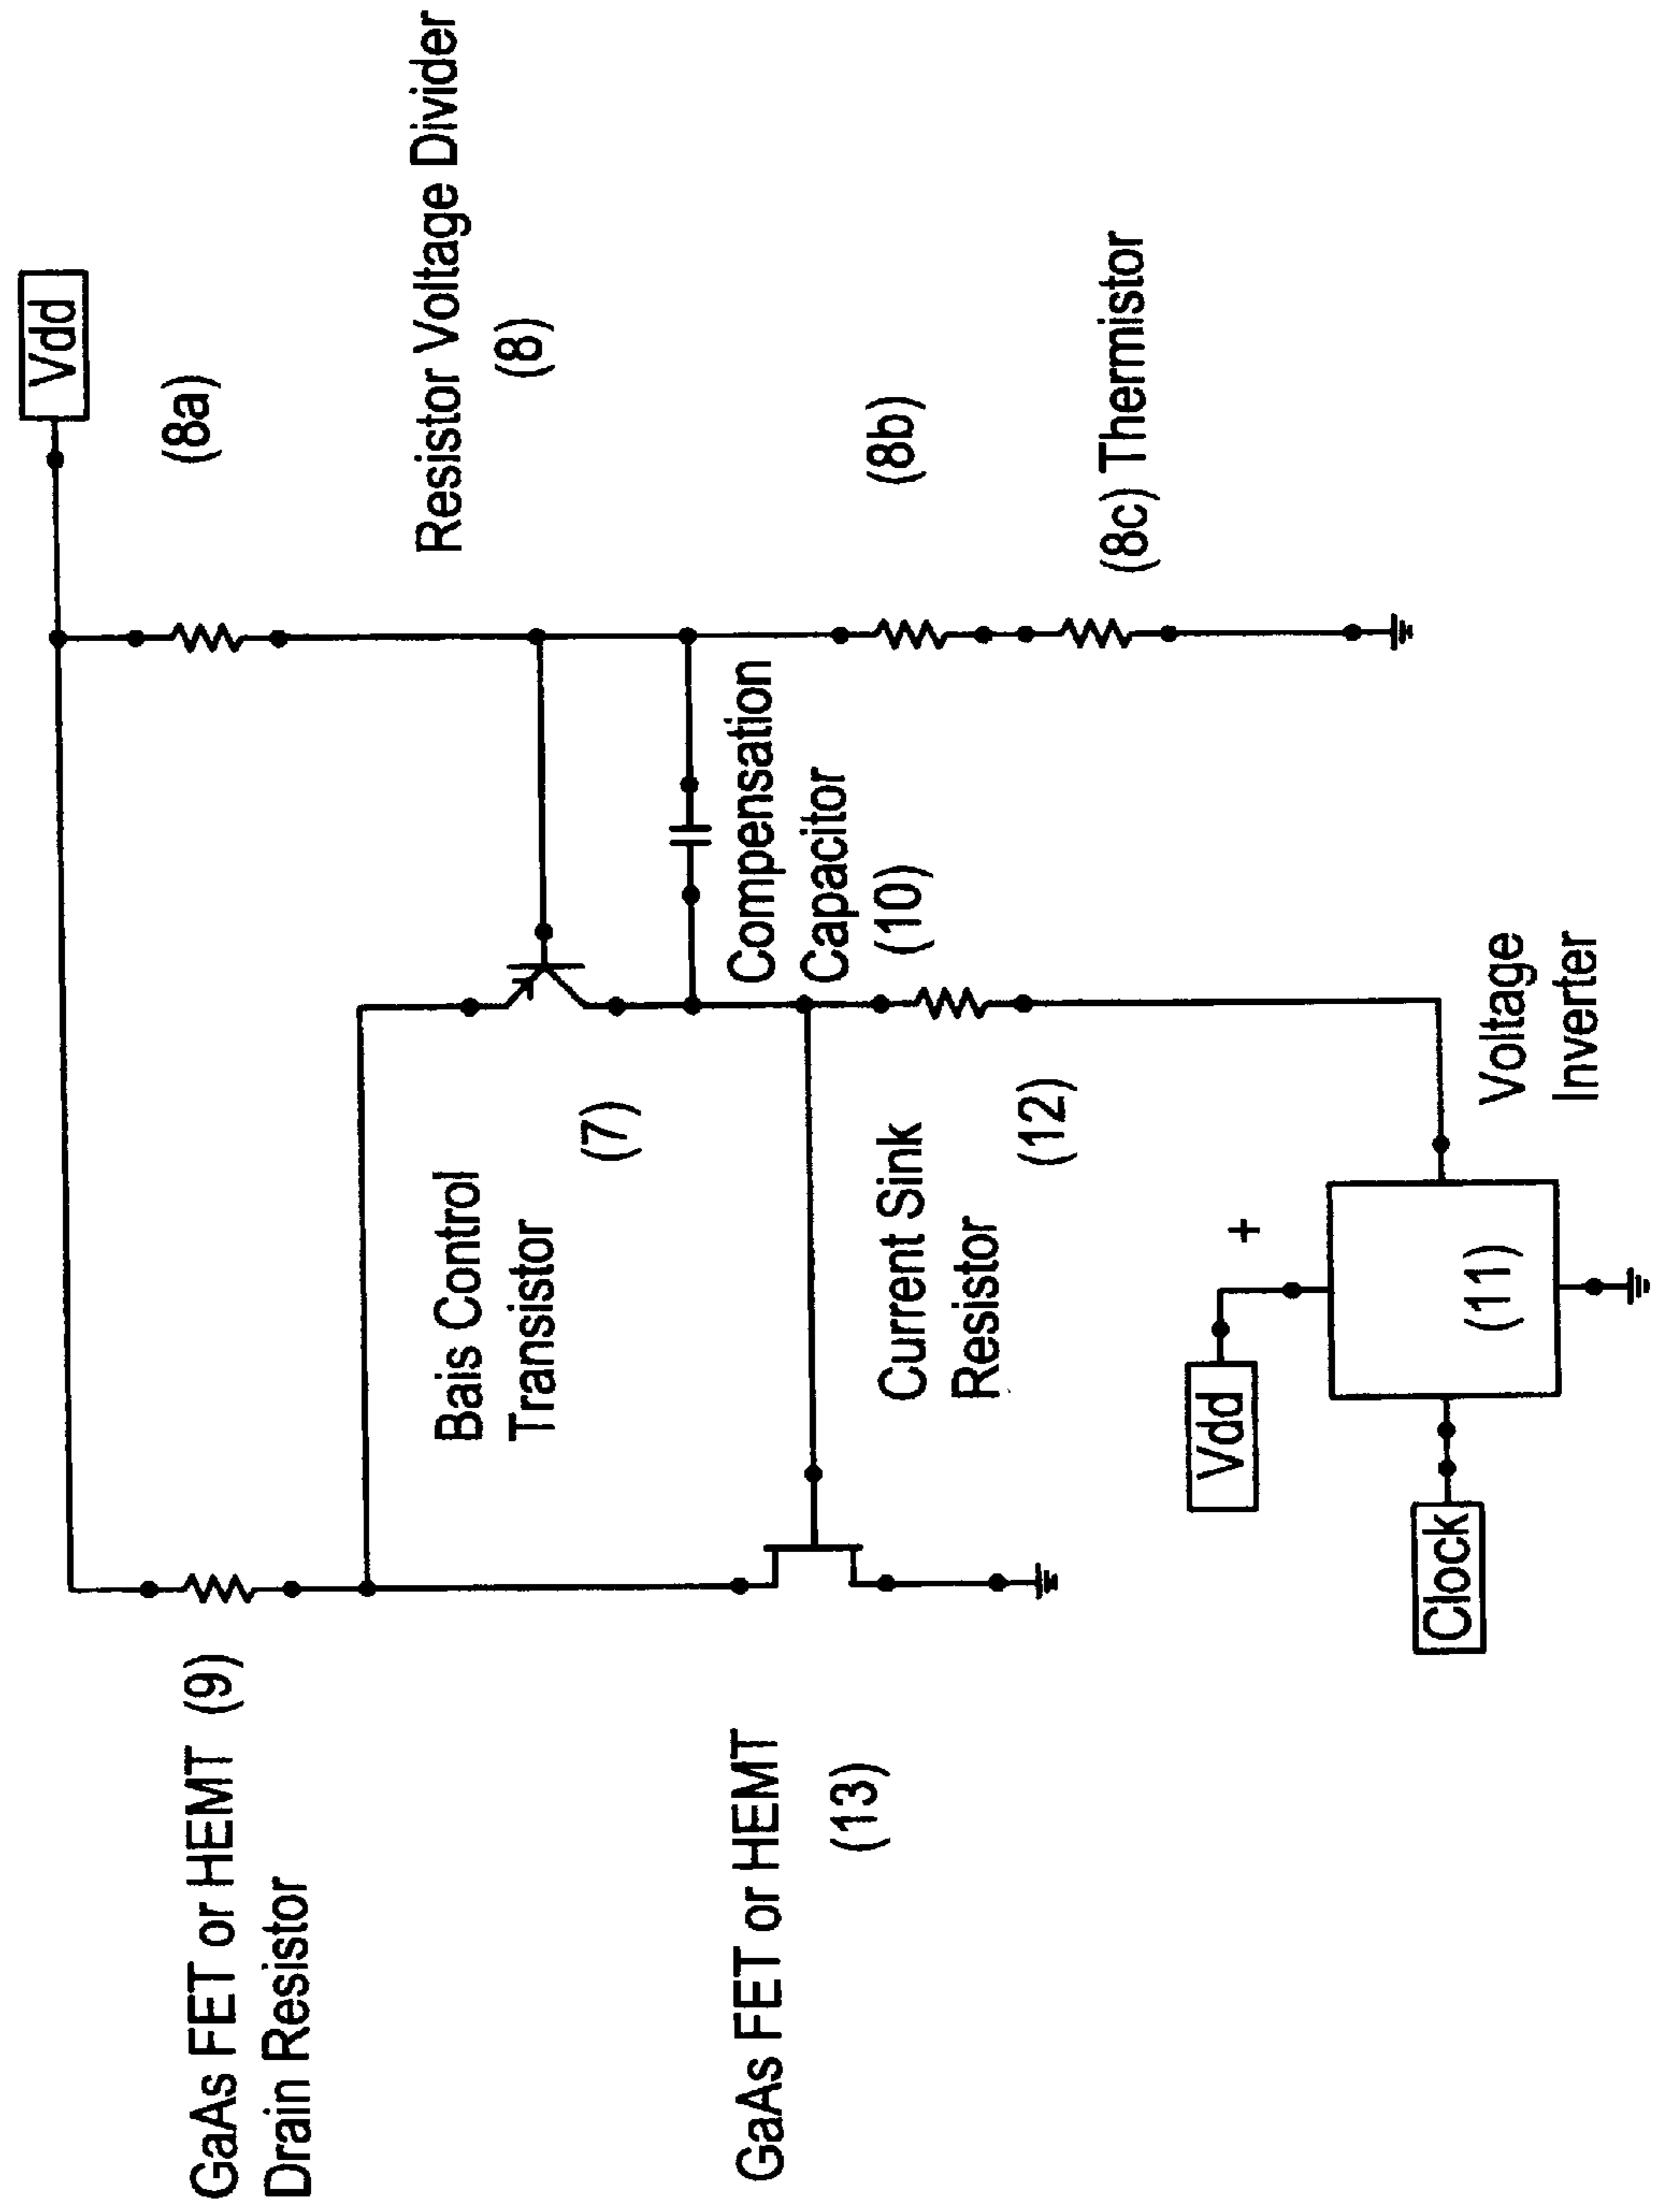 GaAs FET or HEMT (9)
Drain Resistor
Vdd
(8a)
Resistor Voltage Divider
(8)
Bais Control
Transistor
(7)
GaAs FET or HEMT
(13)
Compensation
Capacitor
(10)
(8b)
Current Sink
Resistor
(12)
(8c) Thermistor
Vdd
+
Clock
(11)
Voltage
Inverter